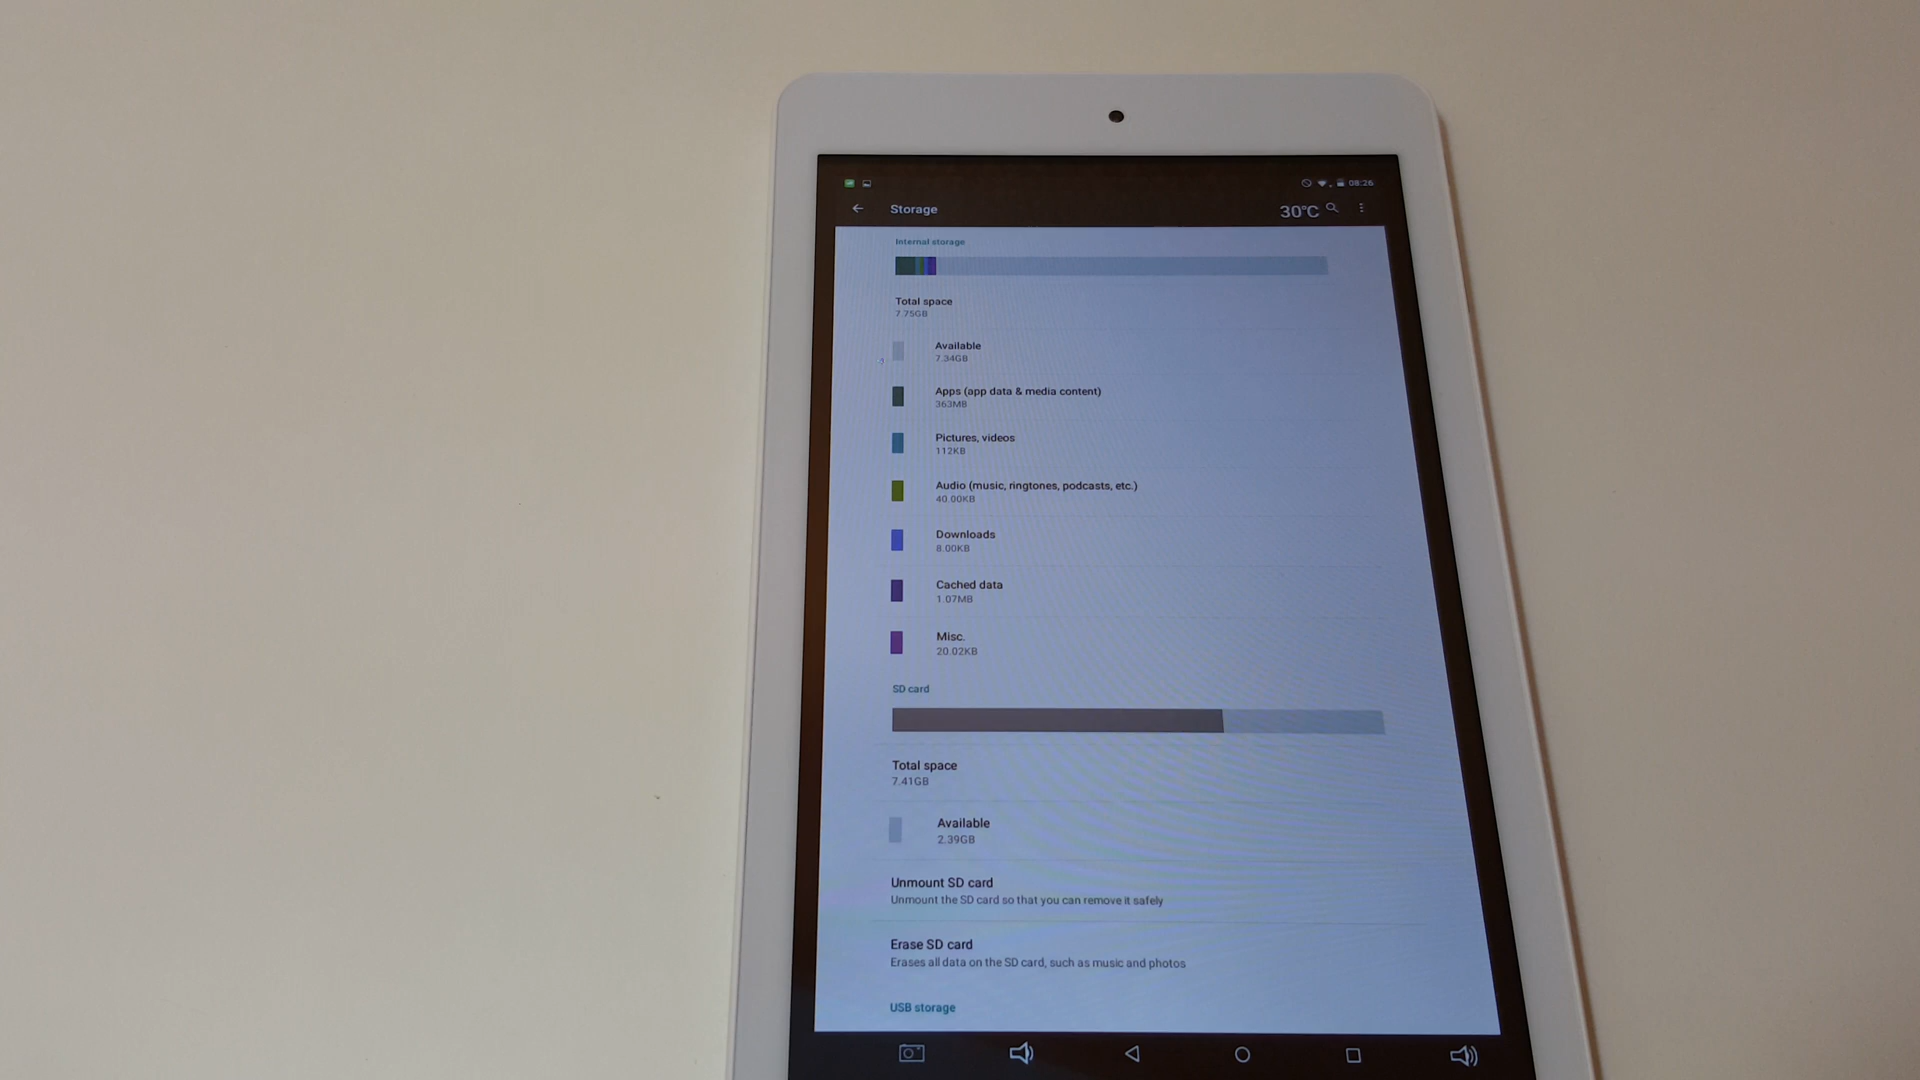 08:26
Storage
30°C
Internal storage
Total space
7.75GB
Available
7.34GB
Apps (app data & media content)
363MB
Pictures, videos
112KB
Audio (music, ringtones, podcasts, etc.)
40.00KB
Downloads
8.00KB
Cached data
1.07MB
Misc.
20.02KB
SD card
Total space
7.41GB
Available
2.39GB
Unmount SD card
Unmount the SD card so that you can remove it safely
Erase SD card
Erases all data on the SD card, such as music and photos
USB storage